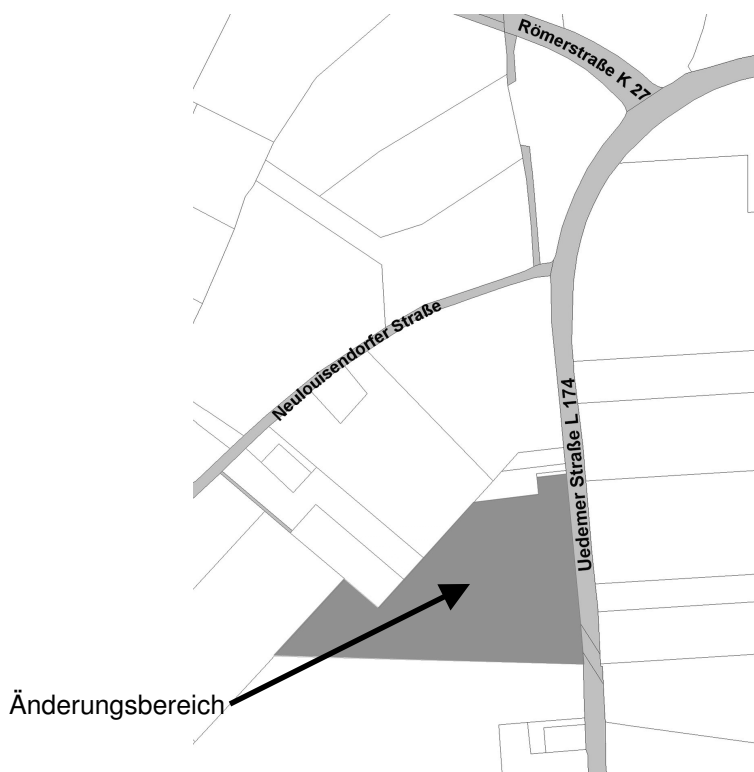 Römerstraße K 27
Neulouisendorfer Straße
Uedemer Straße L 174
Änderungsbereich